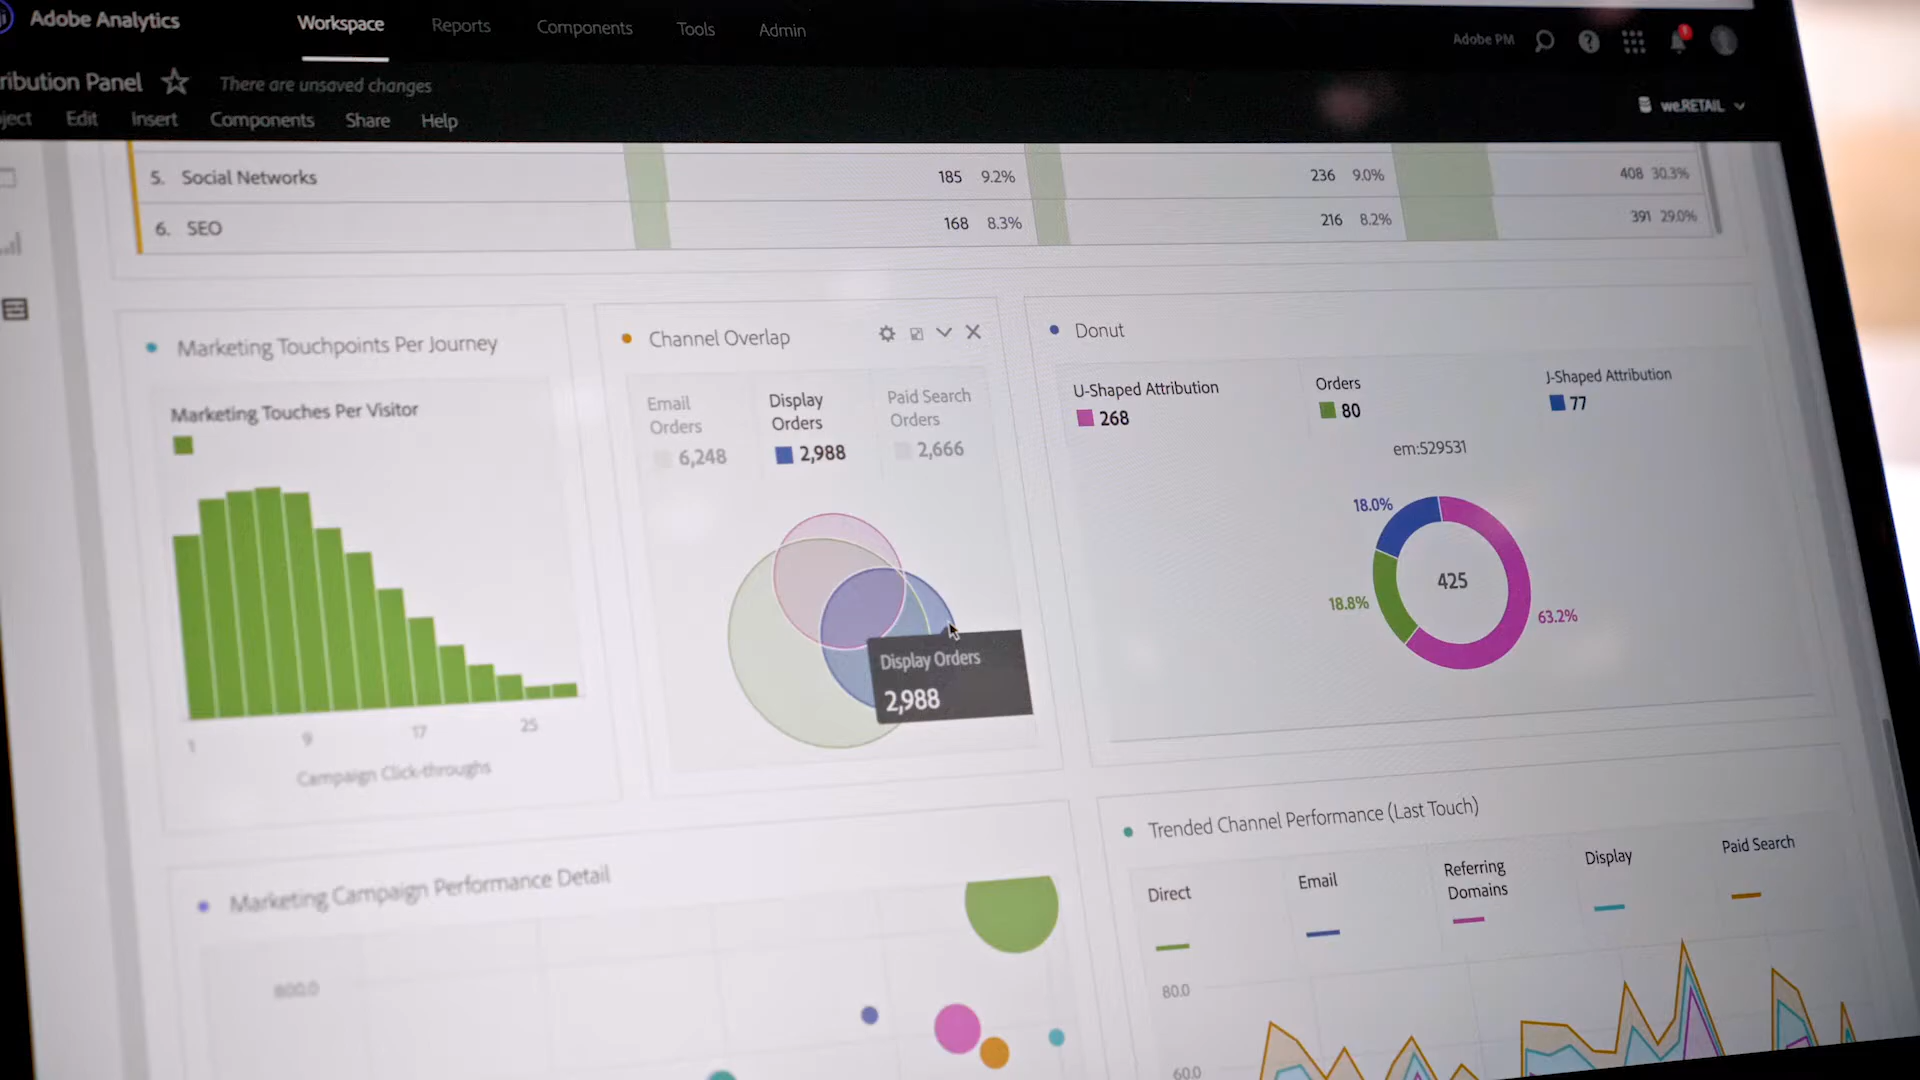 Adobe Analytics
Workspace
Reports
Components
Tools
Admin
Adobe PM
ribution Panel
There are unsaved changes
ject
Edit
Insert
Components
Share
Help
we.RETAIL
5. Social Networks 185 9.2% 236 9.0% 408 30.3%
6. SEO 168 8.3% 216 8.2% 391 29.0%
Marketing Touchpoints Per Journey
Marketing Touches Per Visitor
1 9 17 25
Campaign Click-throughs
Channel Overlap
Email
Orders
6,248
Display
Orders
2,988
Paid Search
Orders
2,666
Display Orders
2,988
Donut
U-Shaped Attribution
268
Orders
80
J-Shaped Attribution
77
em:529531
18.0%
18.8%
425
63.2%
Marketing Campaign Performance Detail
800.0
Trended Channel Performance (Last Touch)
Direct
Email
Referring
Domains
Display
Paid Search
80.0
60.0